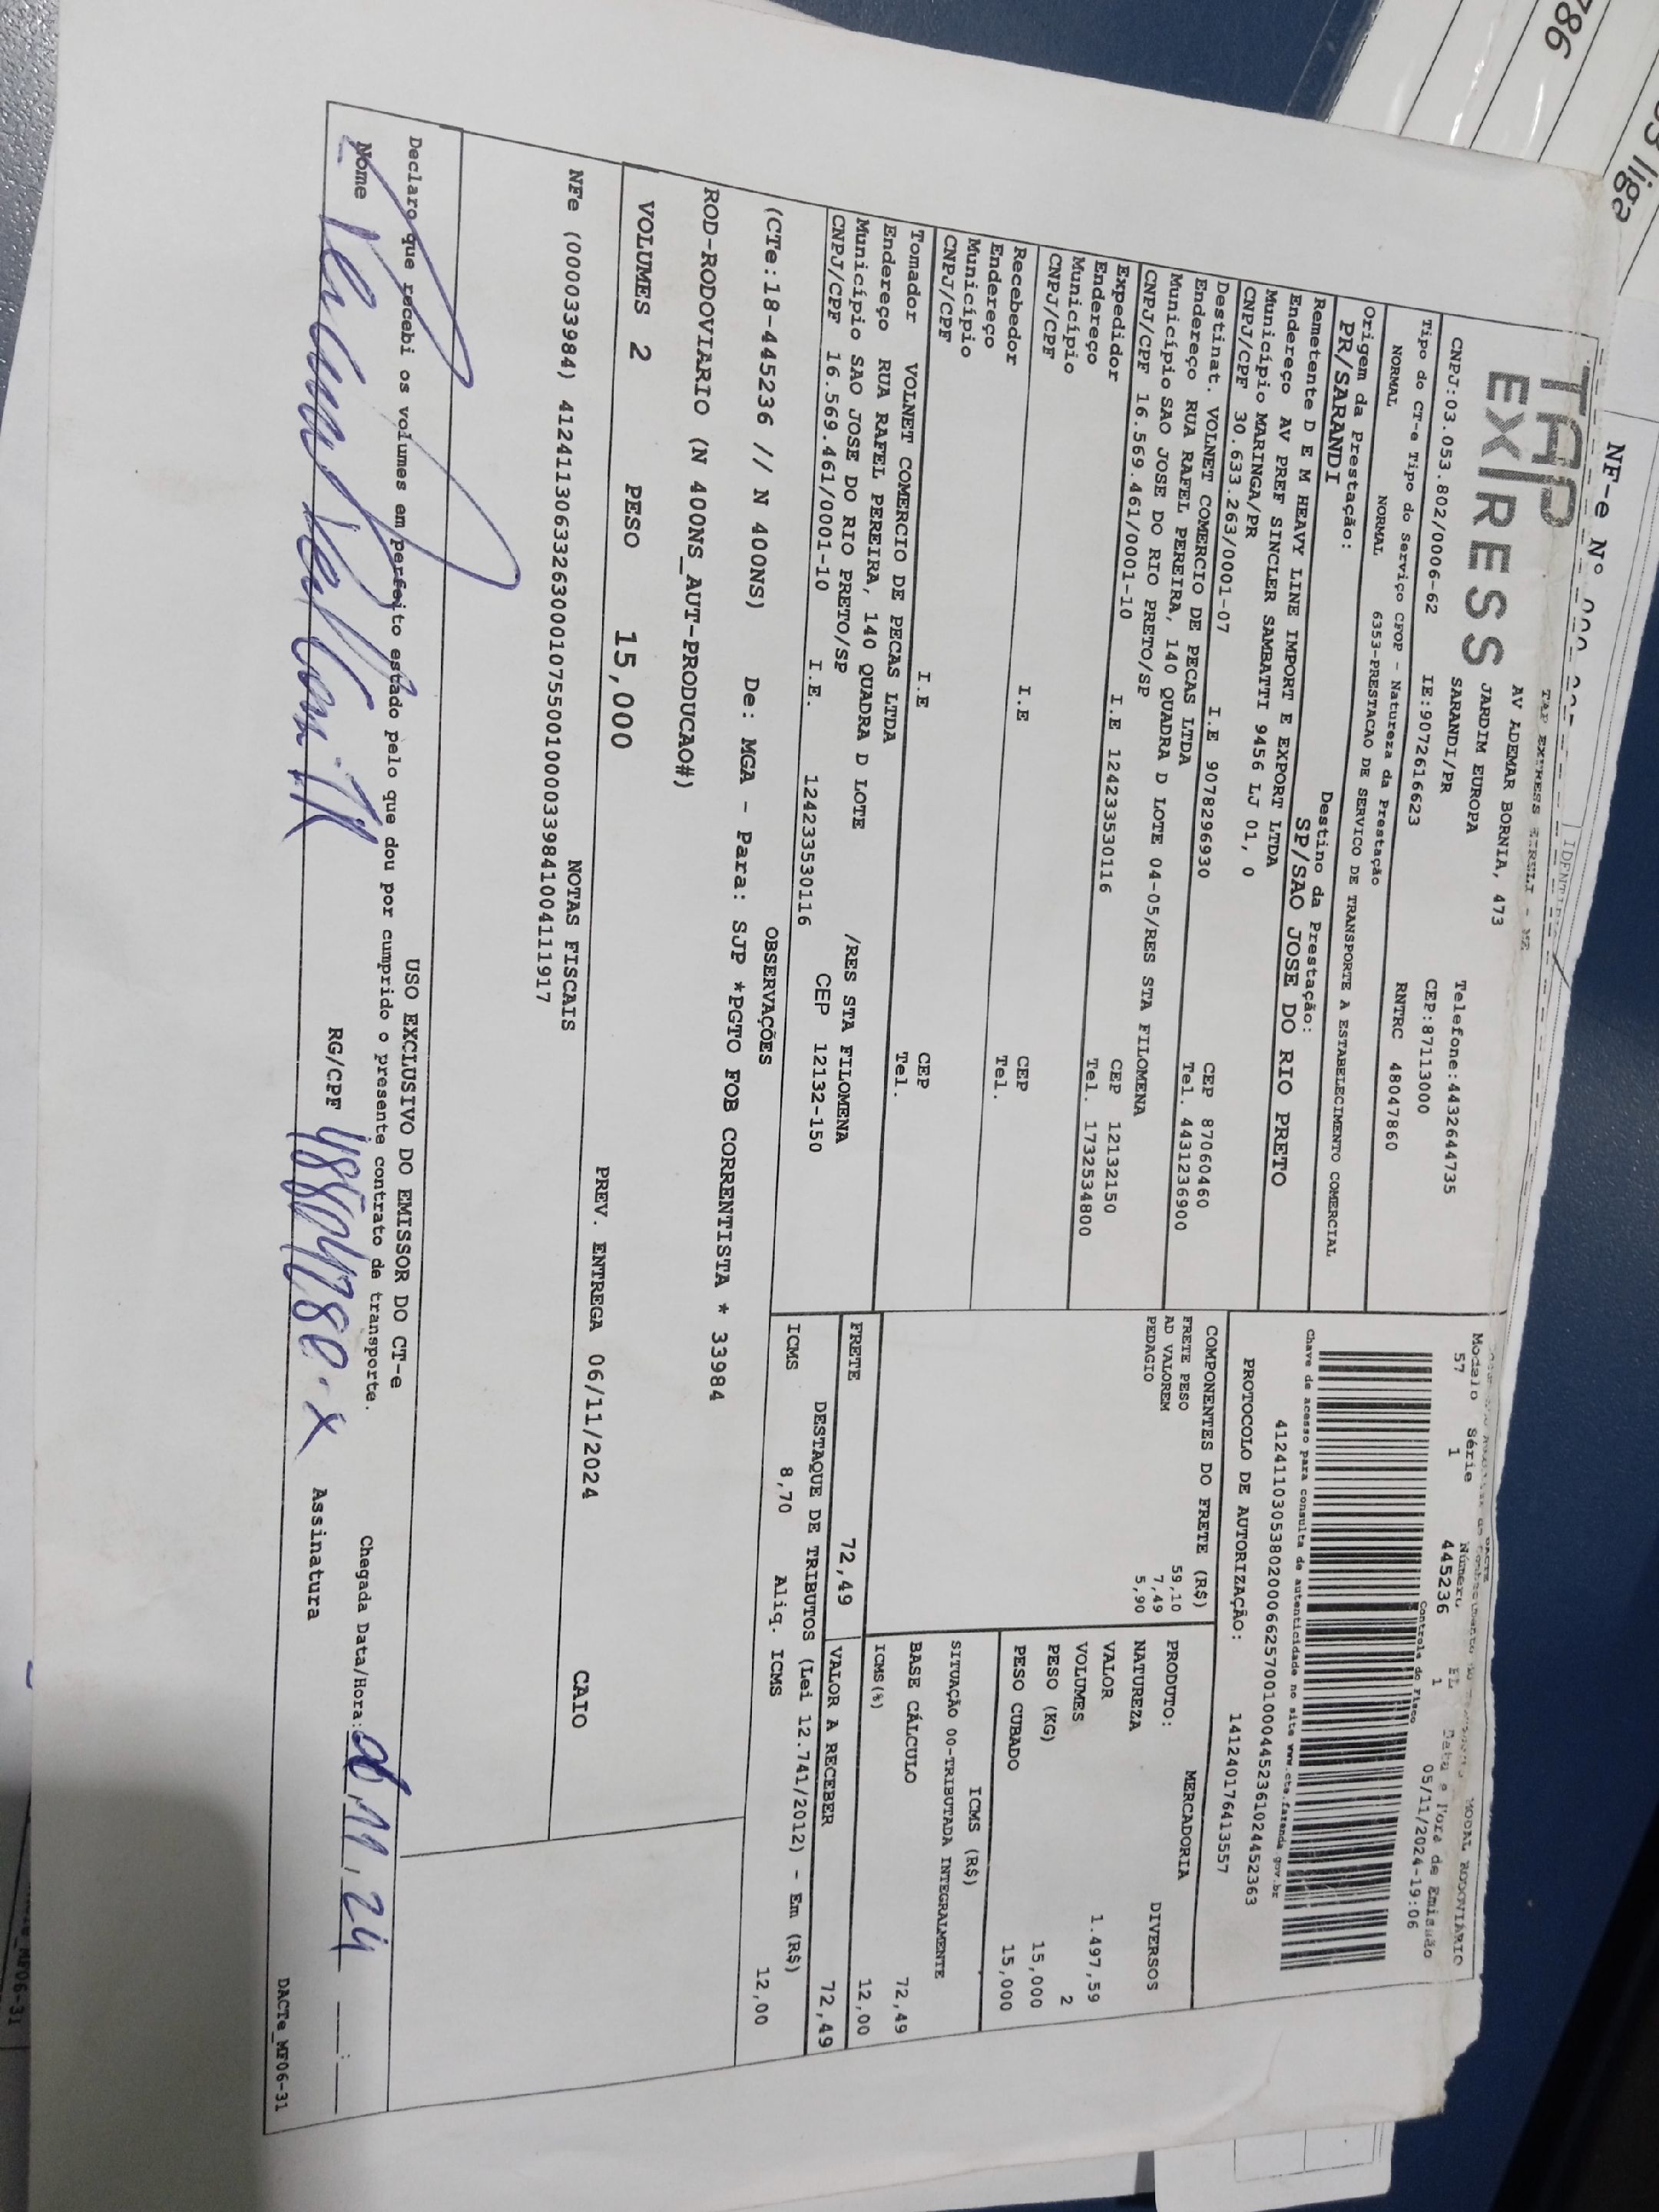 786
NF-e Nº
TAP
EX/RESS
TAP EXPRESS EIRELI - ME
AV ADEMAR BORNIA, 473
JARDIM EUROPA
SARANDI/PR
Telefone:4432644735
CEP:87113000
CNPJ:03.053.802/0006-62 IE:9072616623 RNTRC 48047860
Tipo do CT-e Tipo do Serviço CFOP - Natureza da Prestação
NORMAL NORMAL 6353-PRESTACAO DE SERVICO DE TRANSPORTE A ESTABELECIMENTO COMERCIAL
Origem da Prestação: Destino da Prestação:
PR/SARANDI SP/SAO JOSE DO RIO PRETO
MODAL RODOVIARIO
Modelo Série Número FL Data e Hora de Emissão
57 1 445236 1 05/11/2024-19:06
Controle do Fisco
Chave de acesso para consulta de autenticidade no site www.cte.fazenda.gov.br
41241103053802000662570010004452361024452363
PROTOCOLO DE AUTORIZAÇÃO: 141240176413557
Remetente D E M HEAVY LINE IMPORT E EXPORT LTDA
Endereço AV PREF SINCLER SAMBATTI 9456 LJ 01, 0
Município MARINGA/PR CEP 87060460
CNPJ/CPF 30.633.263/0001-07 I.E 9078296930 Tel. 4431236900
Destinat. VOLNET COMERCIO DE PECAS LTDA
Endereço RUA RAFEL PEREIRA, 140 QUADRA D LOTE 04-05/RES STA FILOMENA
Município SAO JOSE DO RIO PRETO/SP CEP 12132150
CNPJ/CPF 16.569.461/0001-10 I.E 124233530116 Tel. 1732534800
Expedidor
Endereço
Município CEP
CNPJ/CPF I.E Tel.
Recebedor
Endereço
Município CEP
CNPJ/CPF I.E Tel.
Tomador VOLNET COMERCIO DE PECAS LTDA
Endereço RUA RAFEL PEREIRA, 140 QUADRA D LOTE /RES STA FILOMENA
Município SAO JOSE DO RIO PRETO/SP CEP 12132-150
CNPJ/CPF 16.569.461/0001-10 I.E. 124233530116
COMPONENTES DO FRETE (R$)
FRETE PESO 59,10
AD VALOREM 7,49
PEDAGIO 5,90
MERCADORIA
PRODUTO: DIVERSOS
NATUREZA
VALOR 1.497,59
VOLUMES 2
PESO (KG) 15,000
PESO CUBADO 15,000
ICMS (R$)
SITUAÇÃO 00-TRIBUTADA INTEGRALMENTE
BASE CÁLCULO 72,49
ICMS(%) 12,00
FRETE 72,49 VALOR A RECEBER 72,49
DESTAQUE DE TRIBUTOS (Lei 12.741/2012) - Em (R$)
ICMS 8,70 Aliq. ICMS 12,00
OBSERVAÇÕES
(CTe:18-445236 // N 400NS) De: MGA - Para: SJP *PGTO FOB CORRENTISTA * 33984
ROD-RODOVIARIO (N 400NS_AUT-PRODUCAO#)
VOLUMES 2 PESO 15,000 PREV. ENTREGA 06/11/2024 CAIO
NOTAS FISCAIS
NFe (000033984) 41241130633263000107550010000339841004111917
USO EXCLUSIVO DO EMISSOR DO CT-e
Declaro que recebi os volumes em perfeito estado pelo que dou por cumprido o presente contrato de transporte.
Chegada Data/Hora: 06,11,24 __:__
Nome RG/CPF Assinatura
DACTe_MF06-31
MF06-31